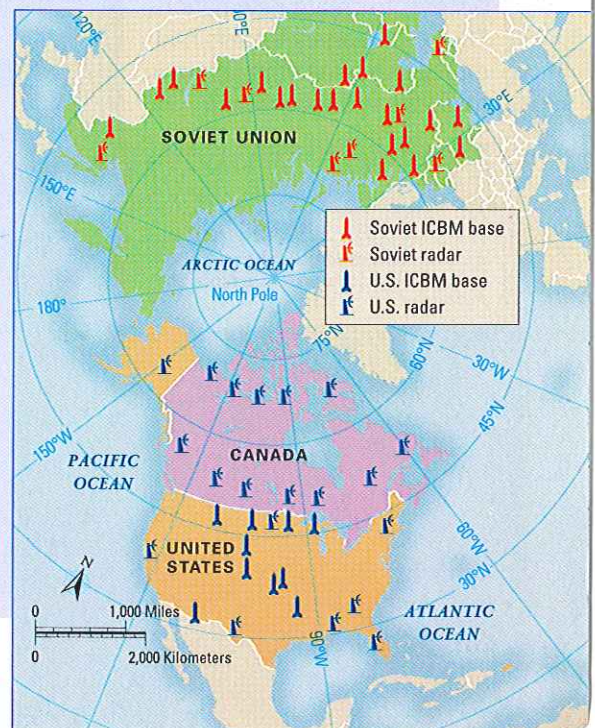 120°E
30°E
SOVIET UNION
150°E
Soviet ICBM base
Soviet radar
U.S. ICBM base
U.S. radar
ARCTIC OCEAN
North Pole
180°
75°N
60°N
30°W
45°N
150°W
PACIFIC
OCEAN
CANADA
60°W
UNITED
STATES
30°N
N
0 1,000 Miles
0 2,000 Kilometers
90°W
ATLANTIC
OCEAN